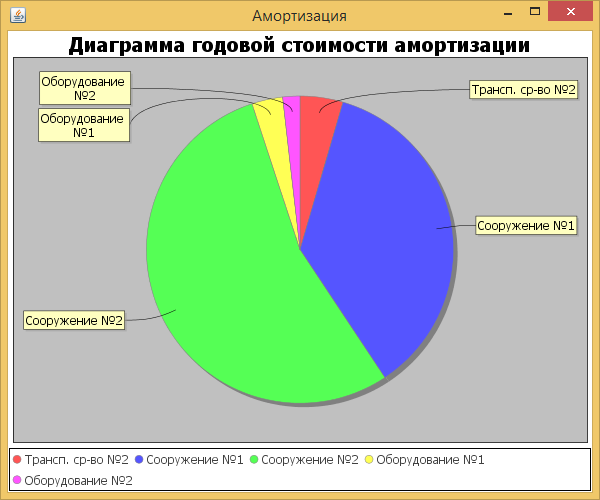 Амортизация
Диаграмма годовой стоимости амортизации
Оборудование
№2
Трансп. ср-во №2
Оборудование
№1
Сооружение №1
Сооружение №2
Трансп. ср-во №2 Сооружение №1 Сооружение №2 Оборудование №1
Оборудование №2